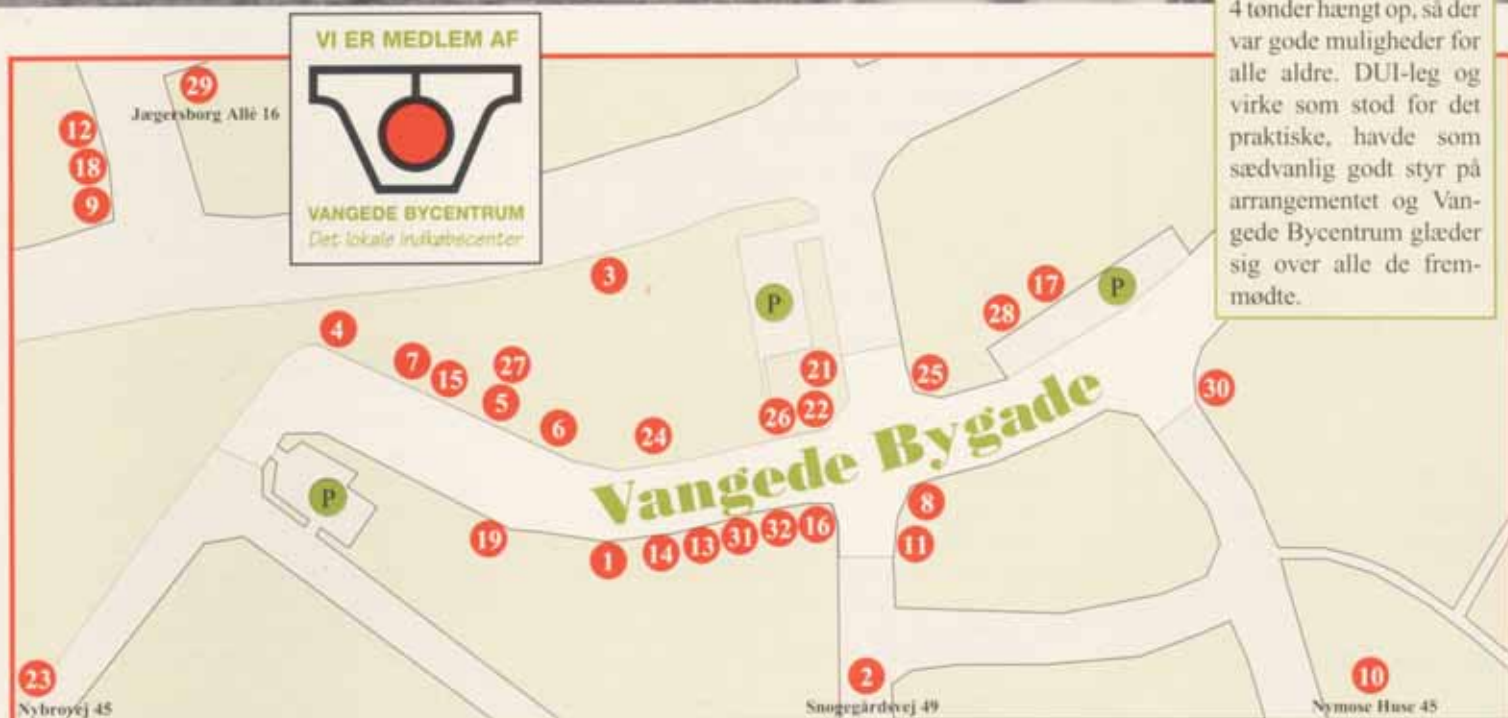 4 tønder hængt op, så der
var gode muligheder for
alle aldre. DUI-leg og
virke som stod for det
praktiske, havde som
sædvanlig godt styr på
arrangementet og Van-
gede Bycentrum glæder
sig over alle de frem-
mødte.
VI ER MEDLEM AF
VANGEDE BYCENTRUM
Det lokale indkøbscenter
29
Jægersborg Allé 16
12
18
9
3
4
7
15
27
5
6
24
P
21
22
26
25
28
17
P
30
Vangede Bygade
P
19
1
14
13
31
32
16
8
11
23
Nybrovej 45
2
Snogegårdsvej 49
10
Nymose Huse 45